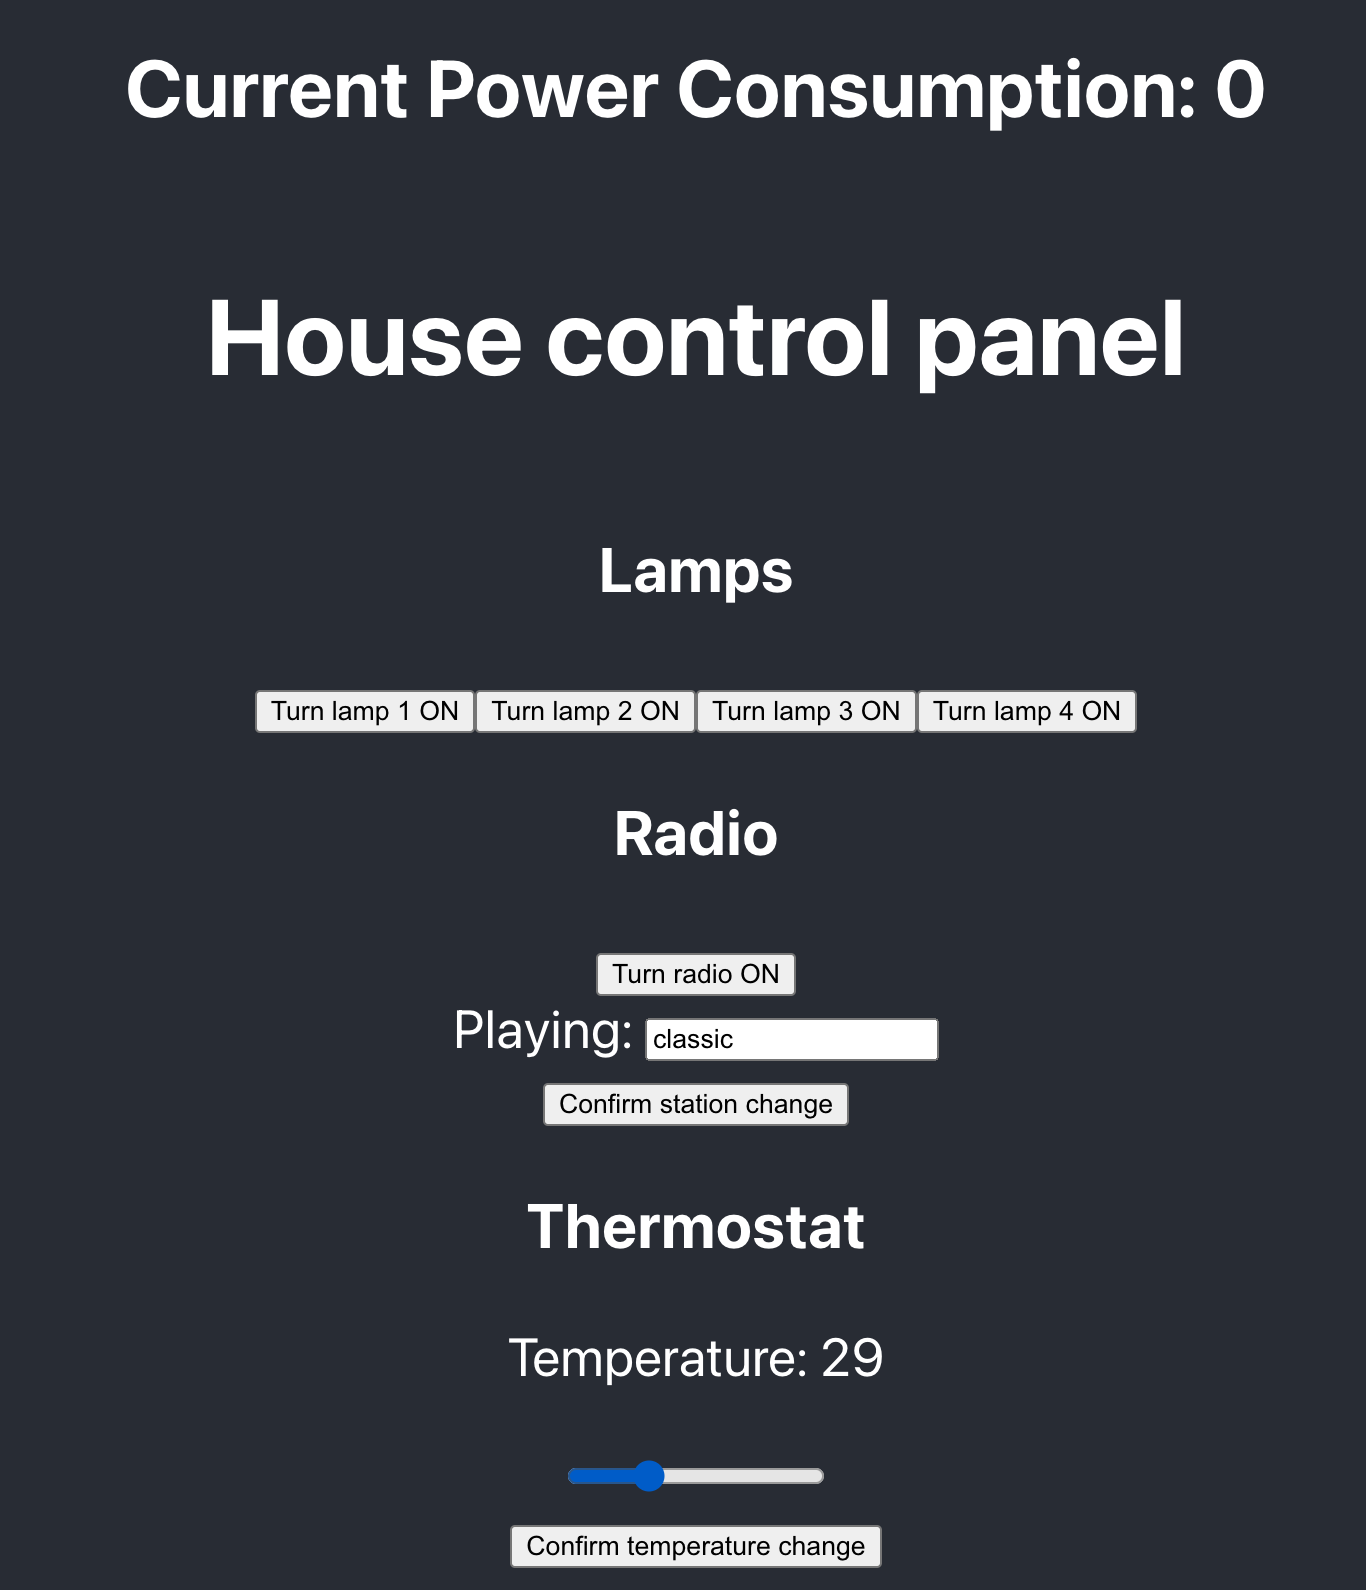 Current Power Consumption: 0
House control panel
Lamps
Turn lamp 1 ON Turn lamp 2 ON Turn lamp 3 ON Turn lamp 4 ON
Radio
Turn radio ON
Playing: classic
Confirm station change
Thermostat
Temperature: 29
Confirm temperature change